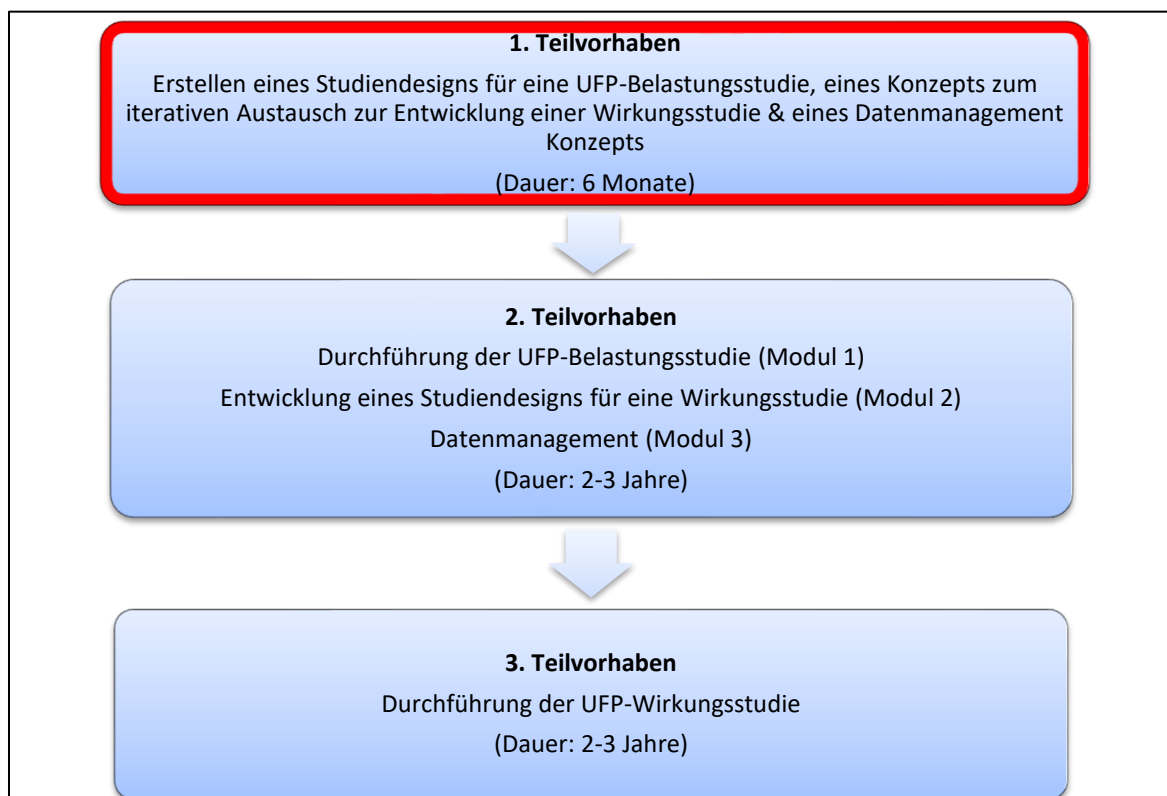 1. Teilvorhaben
Erstellen eines Studiendesigns für eine UFP-Belastungsstudie, eines Konzepts zum
iterativen Austausch zur Entwicklung einer Wirkungsstudie & eines Datenmanagement
Konzepts
(Dauer: 6 Monate)
2. Teilvorhaben
Durchführung der UFP-Belastungsstudie (Modul 1)
Entwicklung eines Studiendesigns für eine Wirkungsstudie (Modul 2)
Datenmanagement (Modul 3)
(Dauer: 2-3 Jahre)
3. Teilvorhaben
Durchführung der UFP-Wirkungsstudie
(Dauer: 2-3 Jahre)